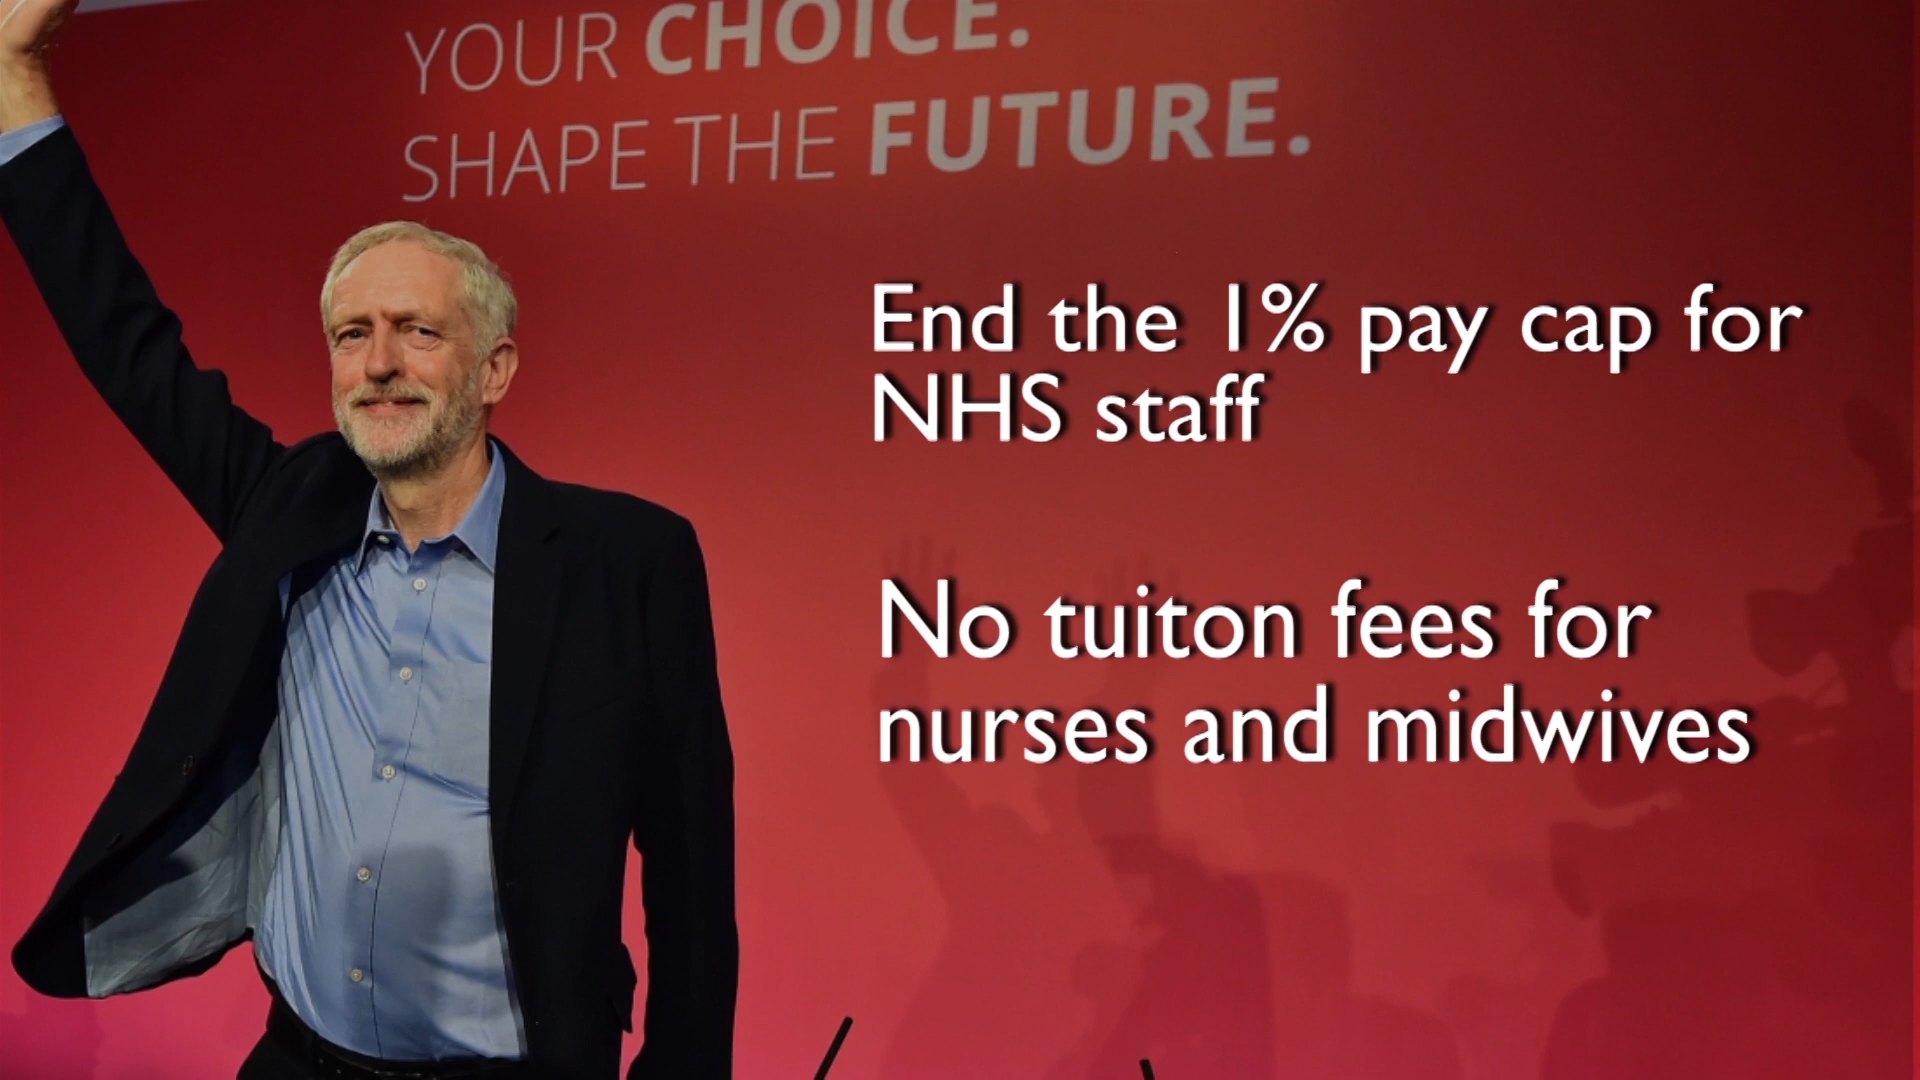 YOUR CHOICE.
SHAPE THE FUTURE.
End the 1% pay cap for
NHS staff
No tuiton fees for
nurses and midwives